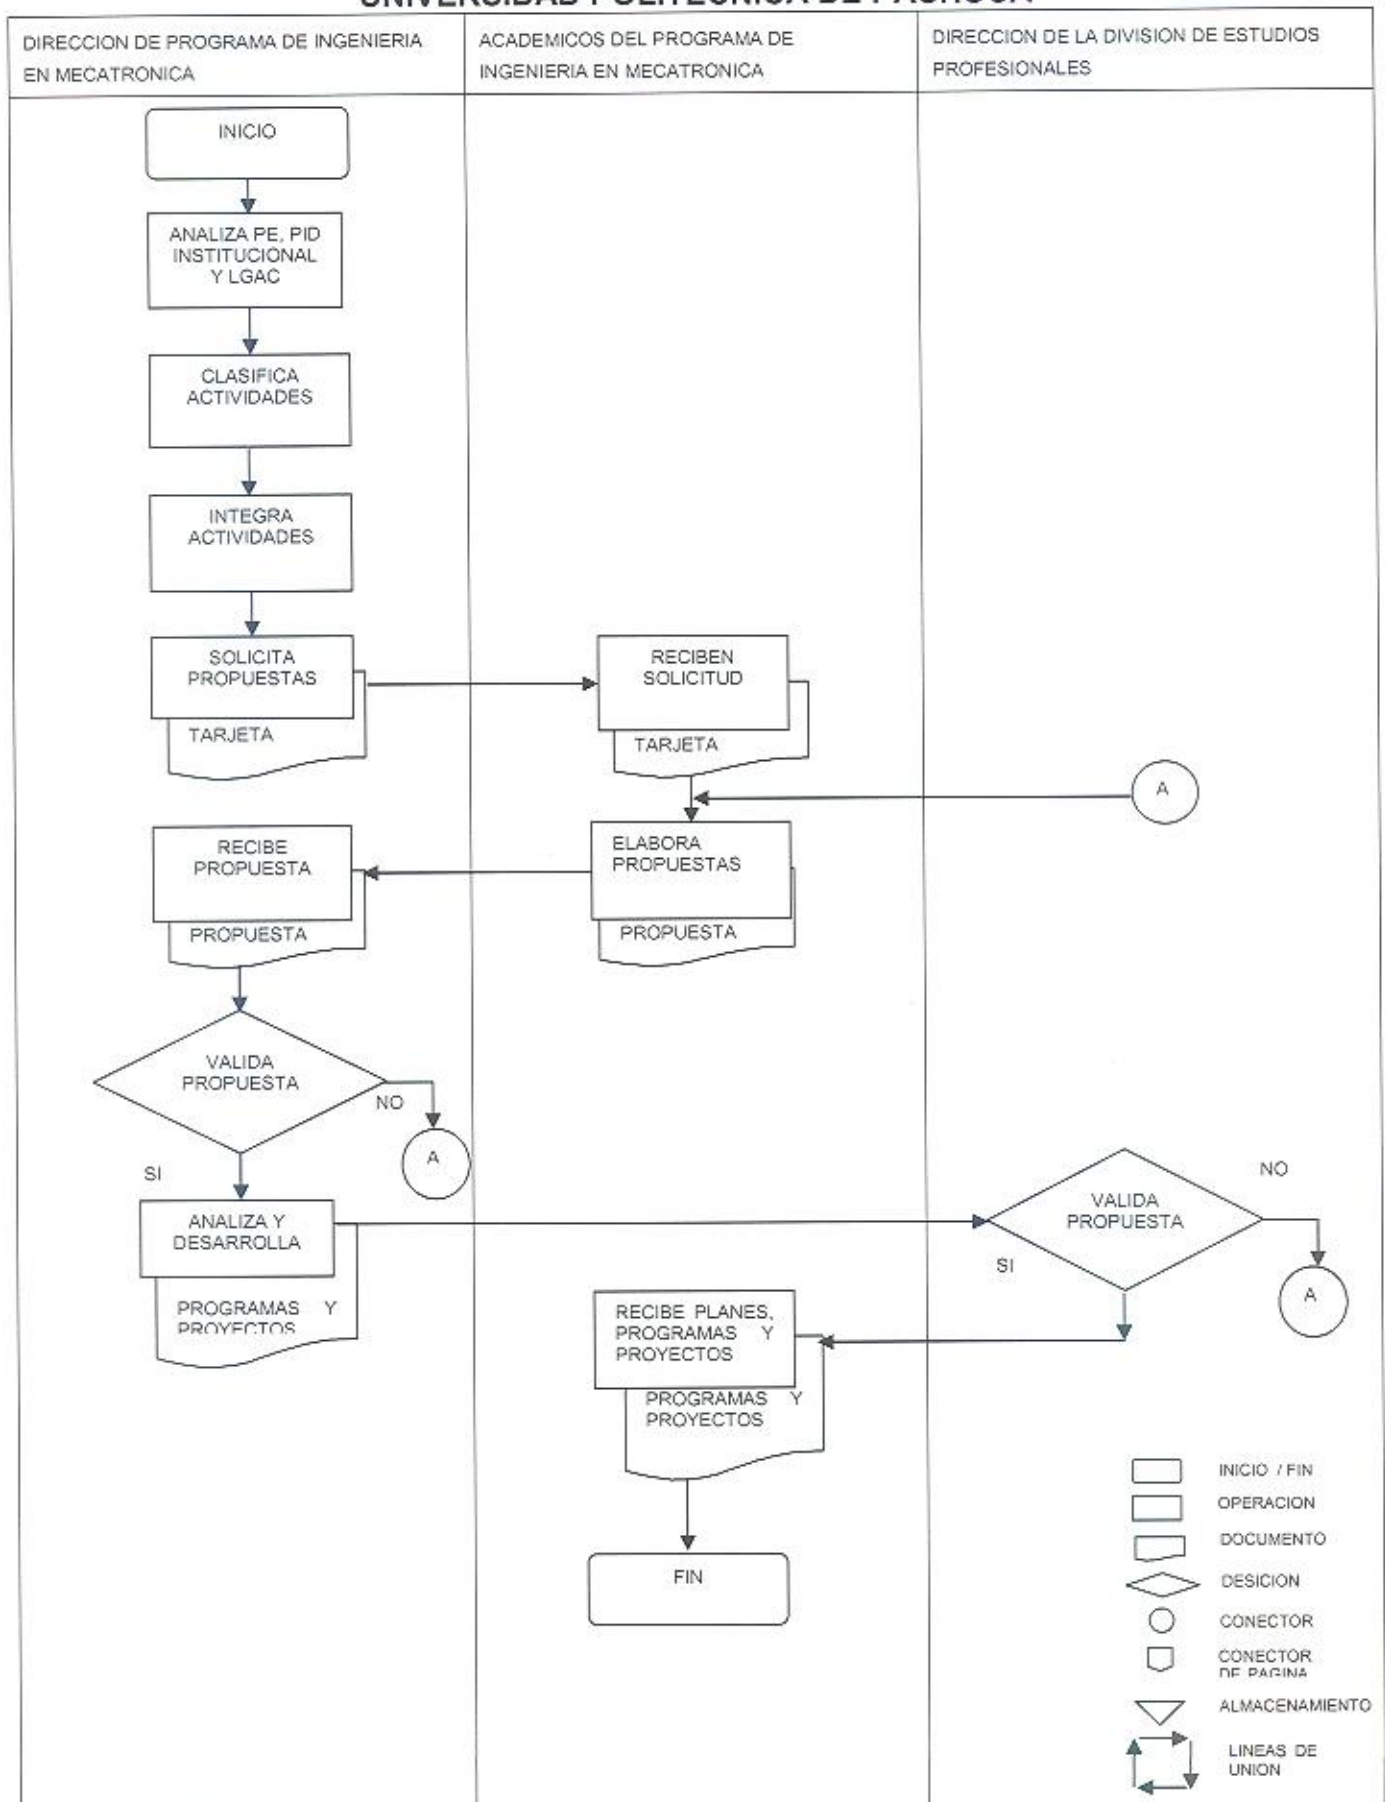 DIRECCION DE PROGRAMA DE INGENIERIA
EN MECATRONICA
ACADEMICOS DEL PROGRAMA DE
INGENIERIA EN MECATRONICA
DIRECCION DE LA DIVISION DE ESTUDIOS
PROFESIONALES
INICIO
ANALIZA PE, PID
INSTITUCIONAL
Y LGAC
CLASIFICA
ACTIVIDADES
INTEGRA
ACTIVIDADES
SOLICITA
PROPUESTAS
TARJETA
RECIBEN
SOLICITUD
TARJETA
A
ELABORA
PROPUESTAS
PROPUESTA
RECIBE
PROPUESTA
PROPUESTA
VALIDA
PROPUESTA
NO
A
SI
ANALIZA Y
DESARROLLA
PROGRAMAS Y
PROYECTOS
VALIDA
PROPUESTA
NO
A
SI
RECIBE PLANES,
PROGRAMAS Y
PROYECTOS
PROGRAMAS Y
PROYECTOS
FIN
INICIO / FIN
OPERACION
DOCUMENTO
DESICION
CONECTOR
CONECTOR
DE PAGINA
ALMACENAMIENTO
LINEAS DE
UNION